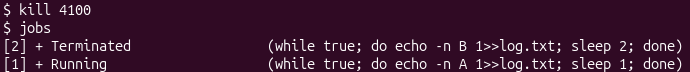 $ kill 4100
$ jobs
[2] + Terminated (while true; do echo -n B 1>>log.txt; sleep 2; done)
[1] + Running (while true; do echo -n A 1>>log.txt; sleep 1; done)